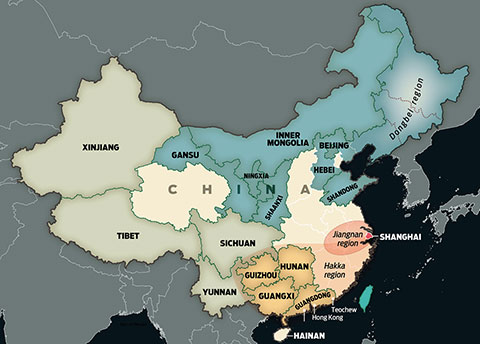 Dongbei region
XINJIANG
GANSU
INNER
MONGOLIA
BEIJING
HEBEI
NINGXIA
SHAANXI
SHANDONG
CHINA
TIBET
SICHUAN
Jiangnan
region
SHANGHAI
HUNAN
GUIZHOU
Hakka
region
YUNNAN
GUANGXI
GUANGDONG
Teochew
Hong Kong
HAINAN